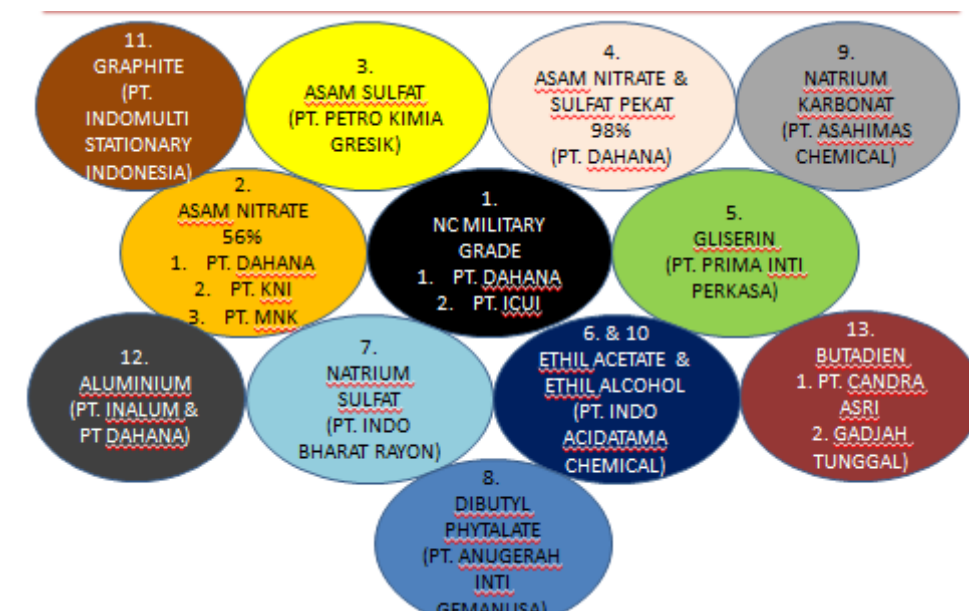 11.
GRAPHITE
(PT.
INDOMULTI
STATIONARY
INDONESIA)
3.
ASAM SULFAT
(PT. PETRO KIMIA
GRESIK)
4.
ASAM NITRATE &
SULFAT PEKAT
98%
(PT. DAHANA)
9.
NATRIUM
KARBONAT
(PT. ASAHIMAS
CHEMICAL)
2.
ASAM NITRATE
56%
1. PT. DAHANA
2. PT. KNI
3. PT. MNK
1.
NC MILITARY
GRADE
1. PT. DAHANA
2. PT. ICUI
5.
GLISERIN
(PT. PRIMA INTI
PERKASA)
12.
ALUMINIUM
(PT. INALUM &
PT DAHANA)
7.
NATRIUM
SULFAT
(PT. INDO
BHARAT RAYON)
6. & 10
ETHIL ACETATE &
ETHIL ALCOHOL
(PT. INDO
ACIDATAMA
CHEMICAL)
13.
BUTADIEN
1. PT. CANDRA
ASRI
2. GADJAH
TUNGGAL)
8.
DIBUTYL
PHYTALATE
(PT. ANUGERAH
INTI
GEMANUSA)